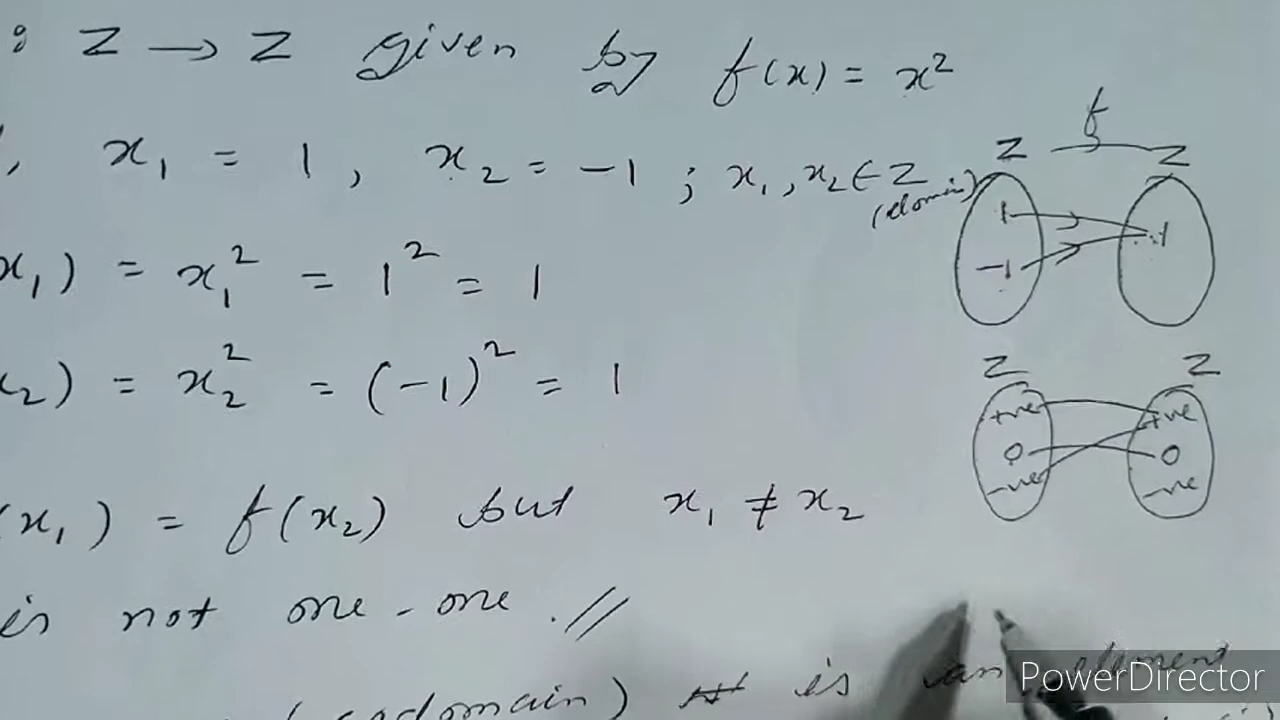 : Z → Z given by f(x) = x²
, x₁ = 1 , x₂ = -1 ; x₁, x₂ ∈ Z
(domain)
x₁) = x₁² = 1² = 1
x₂) = x₂² = (-1)² = 1
(x₁) = f(x₂) but x₁ ≠ x₂
is not one-one . //
(codomain) is an element
f
Z Z
1 1
-1
Z Z
+ve +ve
0 0
-ve -ve
PowerDirector